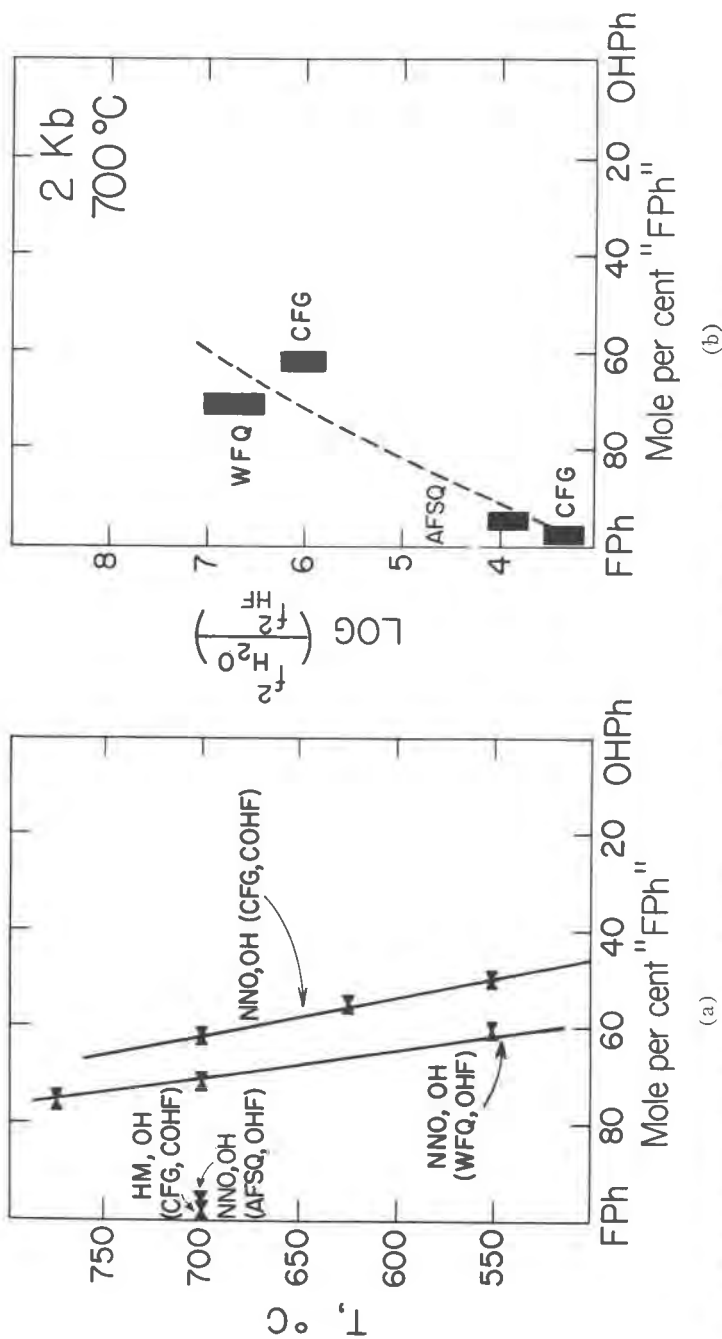 T, °C
750
700
650
600
550
HM, OH
(CFG, COHF)
NNO, OH
(AFSQ, OHF)
NNO, OH (CFG, COHF)
NNO, OH
(WFQ, OHF)
FPh
80
60
40
20
OHPh
Mole per cent "FPh"
(a)
LOG (f²H₂O / f²HF)
8
7
6
5
4
2 Kb
700°C
WFQ
CFG
AFSQ
CFG
FPh
80
60
40
20
OHPh
Mole per cent "FPh"
(b)